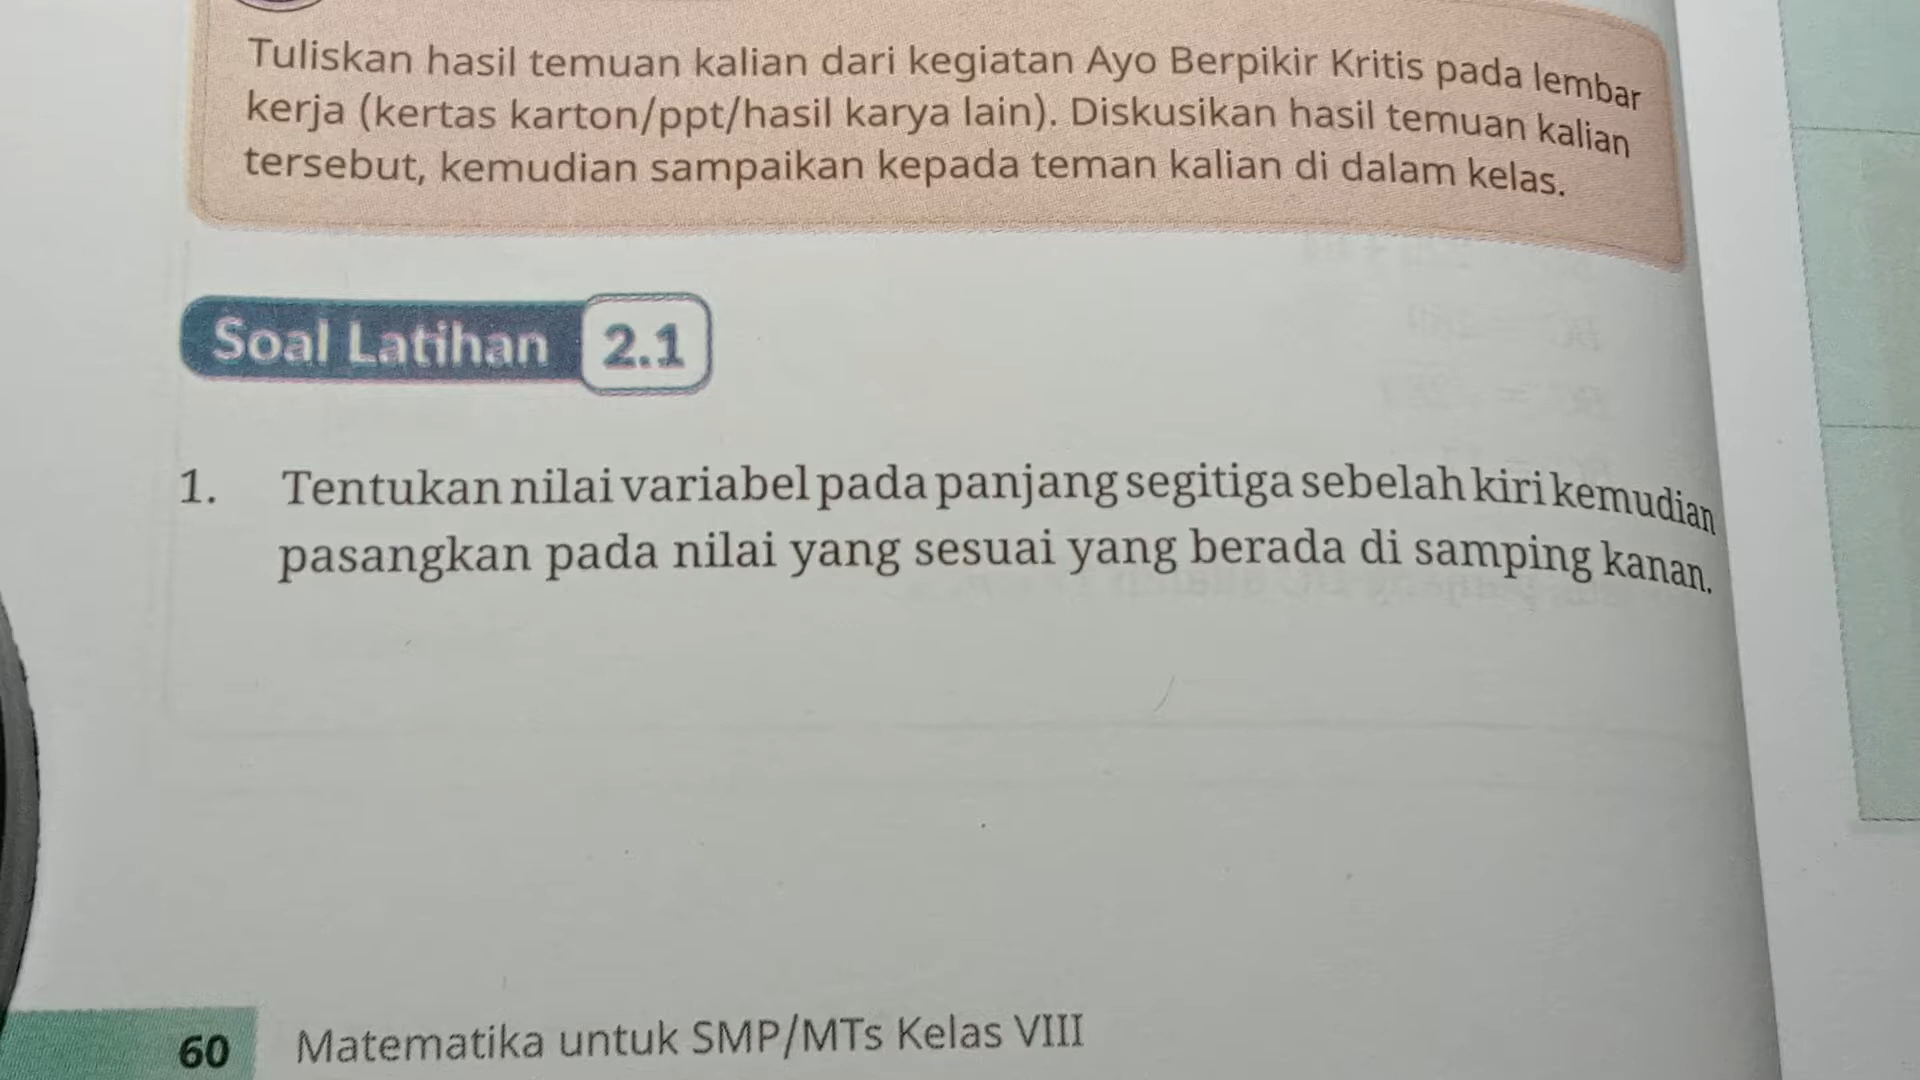 Tuliskan hasil temuan kalian dari kegiatan Ayo Berpikir Kritis pada lembar
kerja (kertas karton/ppt/hasil karya lain). Diskusikan hasil temuan kalian
tersebut, kemudian sampaikan kepada teman kalian di dalam kelas.
Soal Latihan 2.1
1. Tentukan nilai variabel pada panjang segitiga sebelah kiri kemudian
pasangkan pada nilai yang sesuai yang berada di samping kanan.
60 Matematika untuk SMP/MTs Kelas VIII